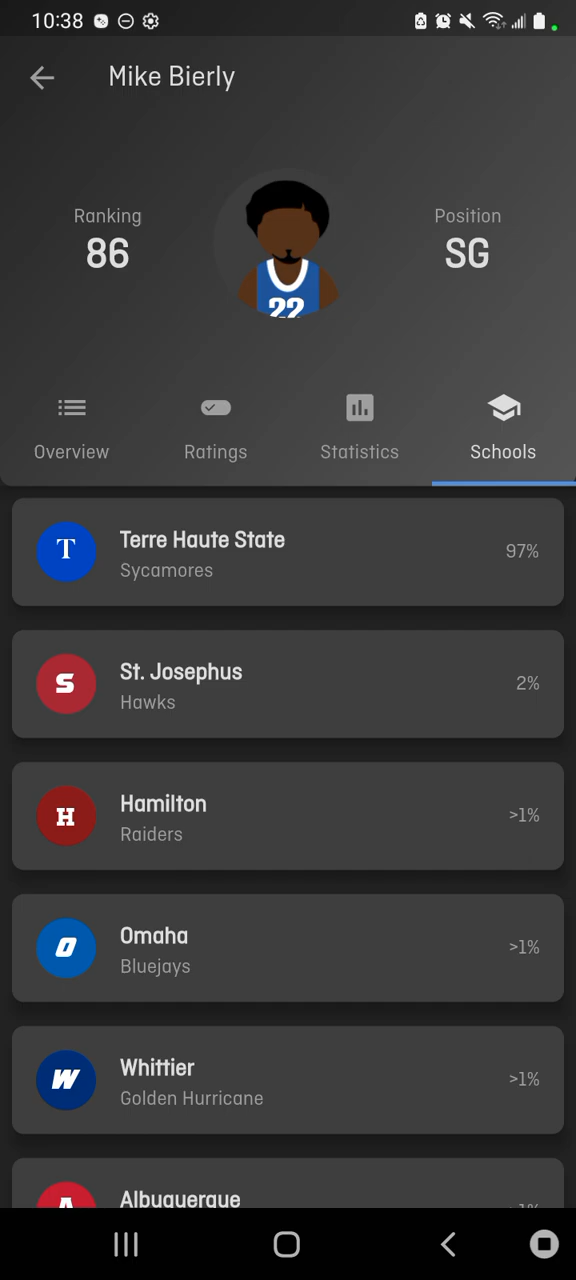 10:38
Mike Bierly
Ranking
86
Position
SG
22
Overview
Ratings
Statistics
Schools
T
Terre Haute State
Sycamores
97%
S
St. Josephus
Hawks
2%
H
Hamilton
Raiders
>1%
O
Omaha
Bluejays
>1%
W
Whittier
Golden Hurricane
>1%
A
Albuquerque
>1%